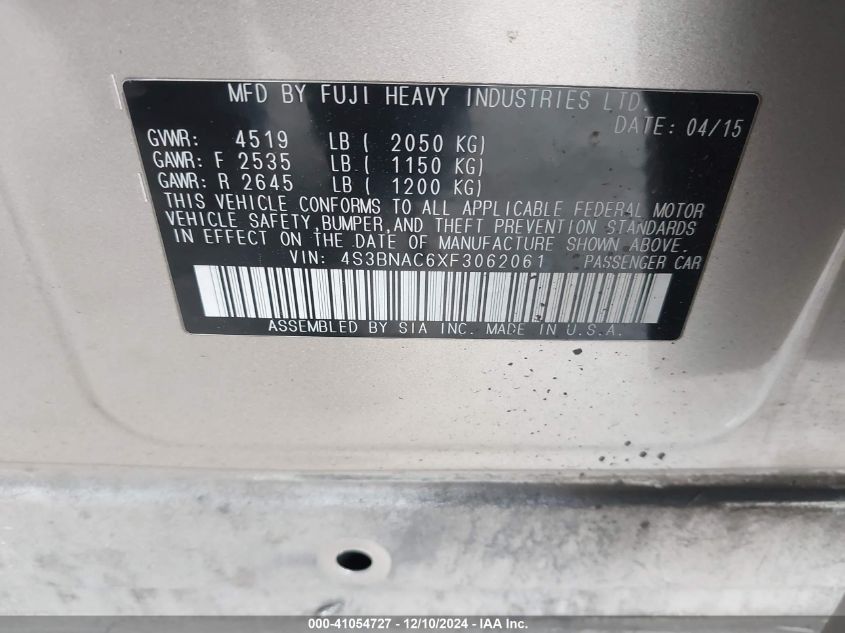 MFD BY FUJI HEAVY INDUSTRIES LTD.
DATE: 04/15
GVWR: 4519 LB ( 2050 KG)
GAWR: F 2535 LB ( 1150 KG)
GAWR: R 2645 LB ( 1200 KG)
THIS VEHICLE CONFORMS TO ALL APPLICABLE FEDERAL MOTOR
VEHICLE SAFETY,BUMPER,AND THEFT PREVENTION STANDARDS
IN EFFECT ON THE DATE OF MANUFACTURE SHOWN ABOVE.
VIN: 4S3BNAC6XF3062061 PASSENGER CAR
ASSEMBLED BY SIA INC. MADE IN U.S.A.
000-41054727 - 12/10/2024 - IAA Inc.